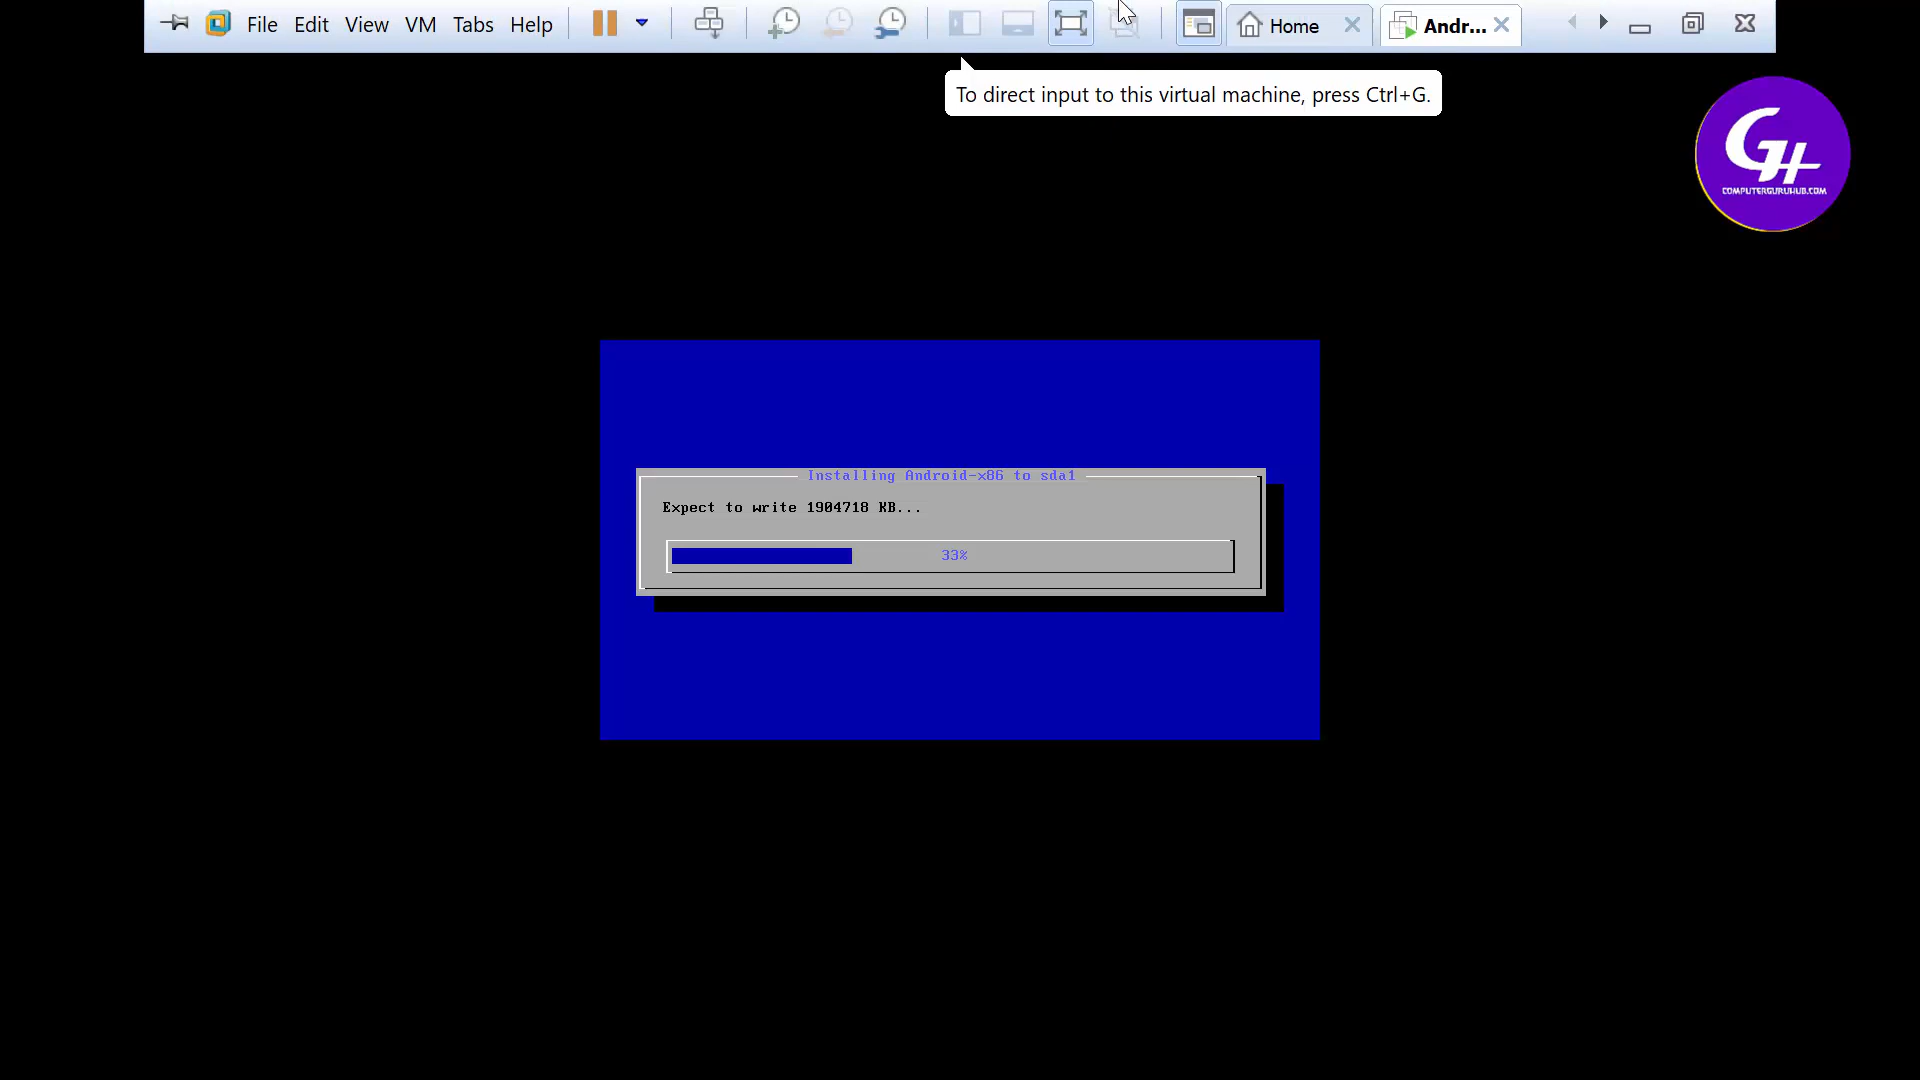 File Edit View VM Tabs Help Home Andr...
To direct input to this virtual machine, press Ctrl+G.
GH
COMPUTERGURUHUB.COM
Installing Android-x86 to sda1
Expect to write 1904718 KB...
33%